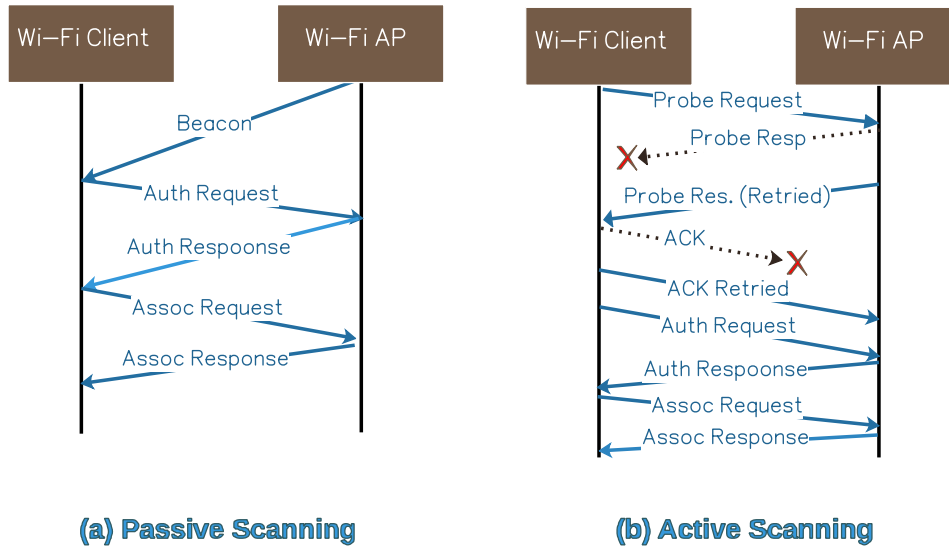 Wi-Fi Client
Wi-Fi AP
Beacon
Auth Request
Auth Respoonse
Assoc Request
Assoc Response
(a) Passive Scanning
Wi-Fi Client
Wi-Fi AP
Probe Request
Probe Resp
Probe Res. (Retried)
ACK
ACK Retried
Auth Request
Auth Respoonse
Assoc Request
Assoc Response
(b) Active Scanning